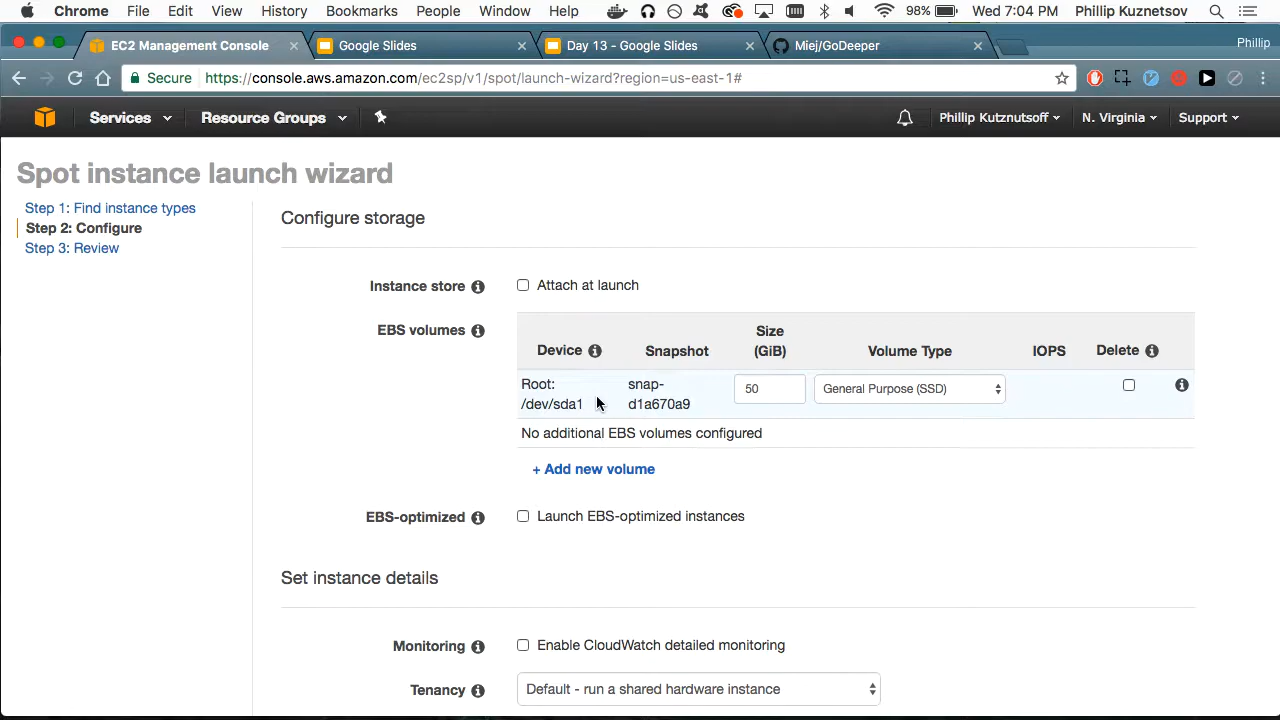 Chrome File Edit View History Bookmarks People Window Help 98% Wed 7:04 PM Phillip Kuznetsov
EC2 Management Console Google Slides Day 13 - Google Slides Miej/GoDeeper Phillip
Secure https://console.aws.amazon.com/ec2sp/v1/spot/launch-wizard?region=us-east-1#
Services Resource Groups Phillip Kutznutsoff N. Virginia Support
Spot instance launch wizard
Step 1: Find instance types
Step 2: Configure
Step 3: Review
Configure storage
Instance store Attach at launch
EBS volumes
Device Snapshot Size (GiB) Volume Type IOPS Delete
Root: /dev/sda1 snap-d1a670a9 50 General Purpose (SSD)
No additional EBS volumes configured
+ Add new volume
EBS-optimized Launch EBS-optimized instances
Set instance details
Monitoring Enable CloudWatch detailed monitoring
Tenancy Default - run a shared hardware instance